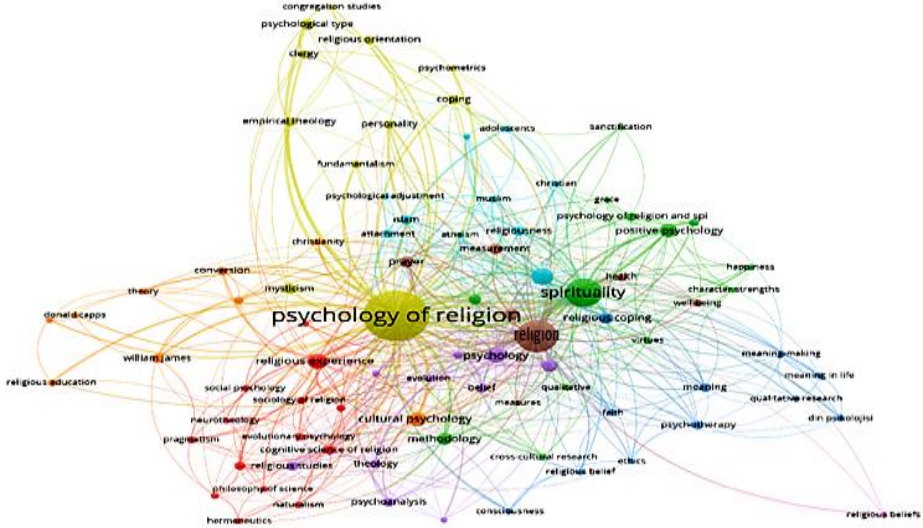 congregation studies
psychological type
religious orientation
clergy
psychometrics
coping
empirical theology
personality
adolescents
sanctification
fundamentalism
christian
psychological adjustment
muslim
grace
islam
psychology of religion and spi
attachment
atheism
religiousness
positive psychology
christianity
measurement
prayer
conversion
health
happiness
theory
mysticism
spirituality
character strengths
well-being
donald capps
psychology of religion
religious coping
religion
virtues
william james
religious experience
psychology
meaning-making
evolution
meaning in life
religious education
social psychology
belief
qualitative
meaning
sociology of religion
measures
qualitative research
neurotheology
cultural psychology
faith
psychotherapy
din psikolojisi
pragmatism
evolutionary psychology
methodology
cognitive science of religion
cross-cultural research
religious studies
theology
ethics
religious belief
philosophy of science
naturalism
psychoanalysis
consciousness
religious beliefs
hermeneutics